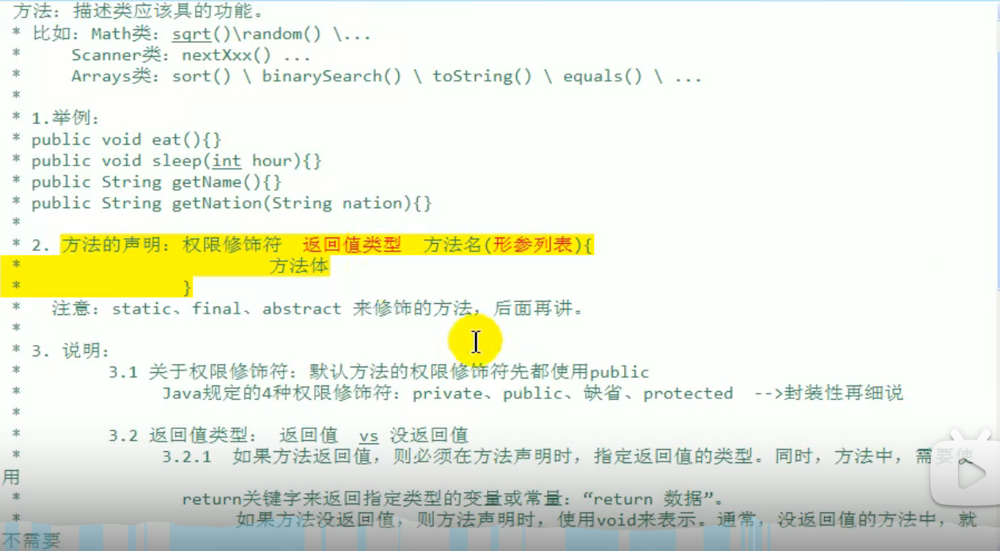 方法：描述类应该具的功能。
* 比如：Math类：sqrt()\random() \...
* Scanner类：nextXxx() ...
* Arrays类：sort() \ binarySearch() \ toString() \ equals() \ ...
*
* 1.举例：
* public void eat(){}
* public void sleep(int hour){}
* public String getName(){}
* public String getNation(String nation){}
*
* 2. 方法的声明：权限修饰符 返回值类型 方法名(形参列表){
* 方法体
* }
* 注意：static、final、abstract 来修饰的方法，后面再讲。
*
* 3. 说明：
* 3.1 关于权限修饰符：默认方法的权限修饰符先都使用public
* Java规定的4种权限修饰符：private、public、缺省、protected -->封装性再细说
*
* 3.2 返回值类型： 返回值 vs 没返回值
* 3.2.1 如果方法返回值，则必须在方法声明时，指定返回值的类型。同时，方法中，需要使
用
* return关键字来返回指定类型的变量或常量：“return 数据”。
* 如果方法没返回值，则方法声明时，使用void来表示。通常，没返回值的方法中，就
不需要